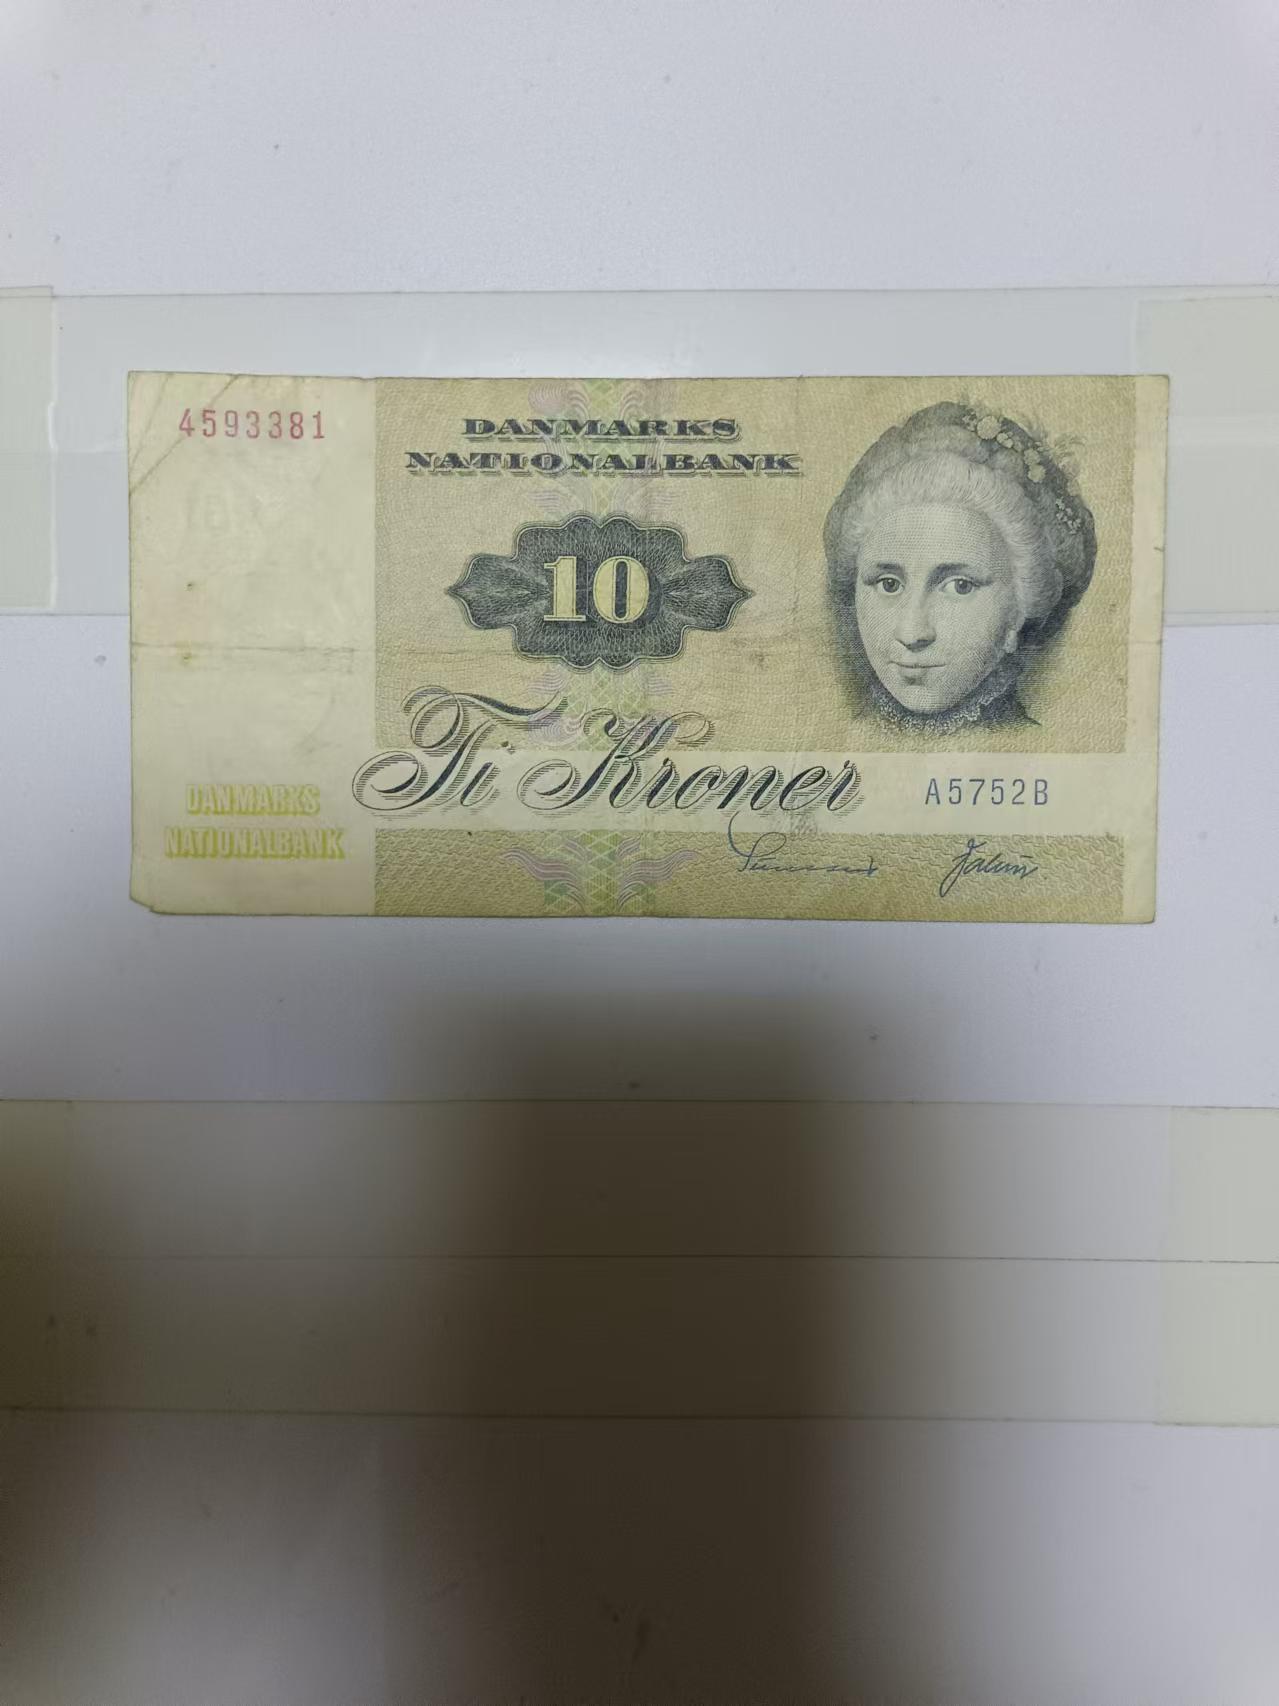 4593381
DANMARKS
NATIONALBANK
10
Ti Kroner
A5752B
DANMARKS
NATIONALBANK